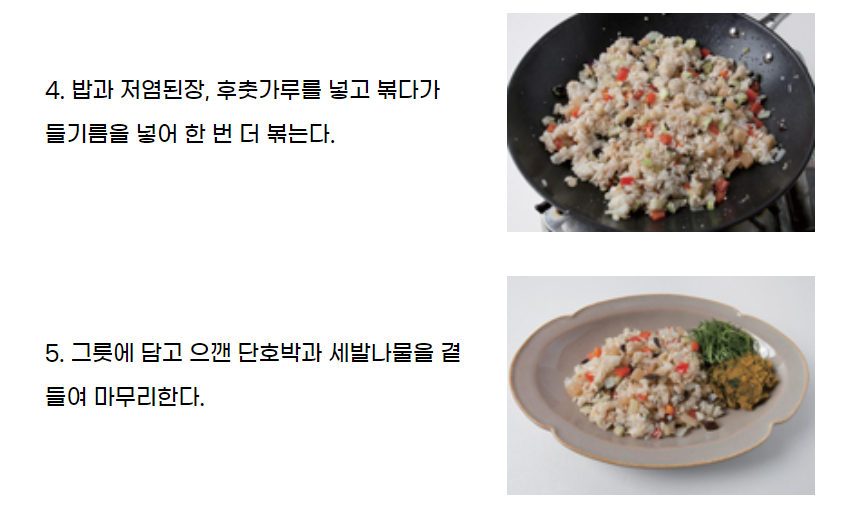 4. 밥과 저염된장, 후춧가루를 넣고 볶다가
들기름을 넣어 한 번 더 볶는다.
5. 그릇에 담고 으깬 단호박과 세발나물을 곁
들여 마무리한다.